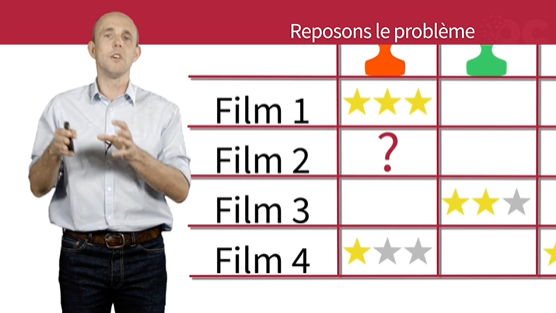 Reposons le problème
Film 1
Film 2 ?
Film 3
Film 4